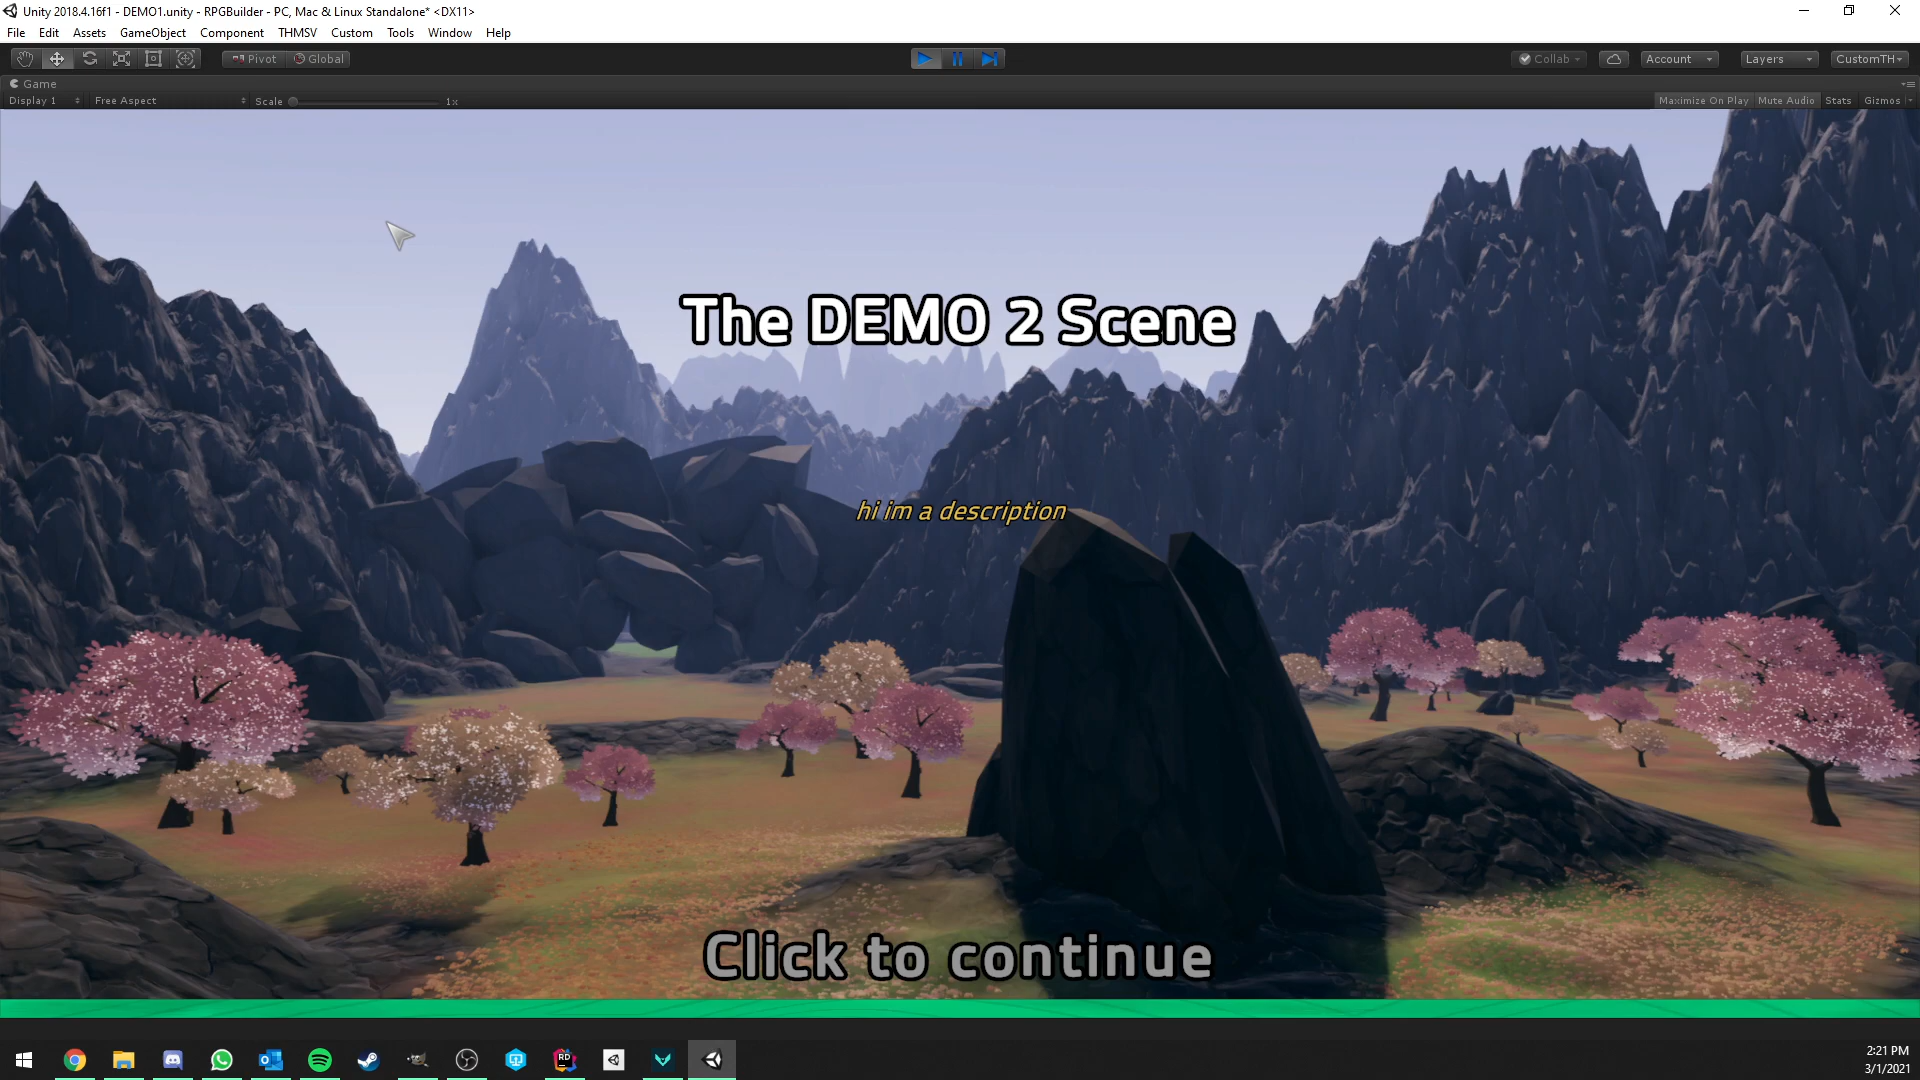 Unity 2018.4.16f1 - DEMO1.unity - RPGBuilder - PC, Mac & Linux Standalone* <DX11>
File Edit Assets GameObject Component THMSV Custom Tools Window Help
Pivot Global Collab Account Layers CustomTH
Game
Display 1 Free Aspect Scale 1x Maximize On Play Mute Audio Stats Gizmos
The DEMO 2 Scene
hi im a description
Click to continue
RD
2:21 PM
3/1/2021